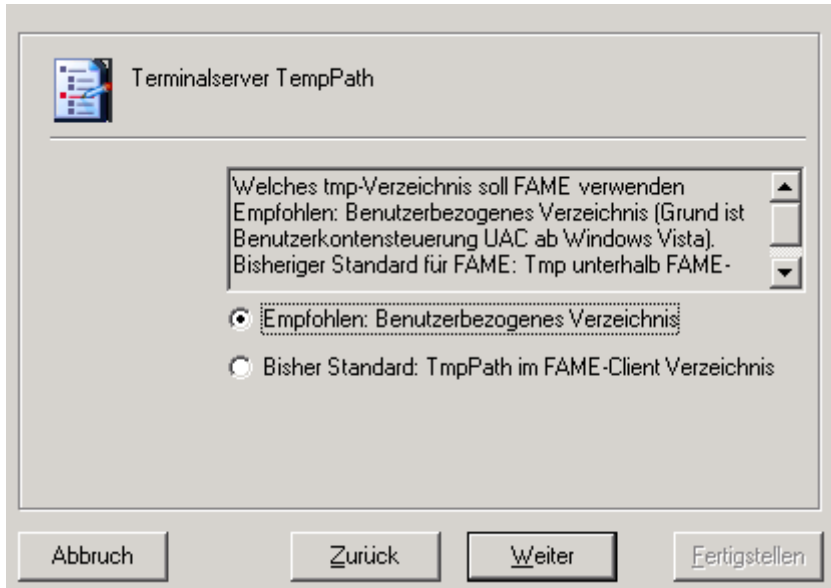 Terminalserver TempPath
Welches tmp-Verzeichnis soll FAME verwenden
Empfohlen: Benutzerbezogenes Verzeichnis (Grund ist
Benutzerkontensteuerung UAC ab Windows Vista).
Bisheriger Standard für FAME: Tmp unterhalb FAME-
Empfohlen: Benutzerbezogenes Verzeichnis
Bisher Standard: TmpPath im FAME-Client Verzeichnis
Abbruch
Zurück
Weiter
Fertigstellen